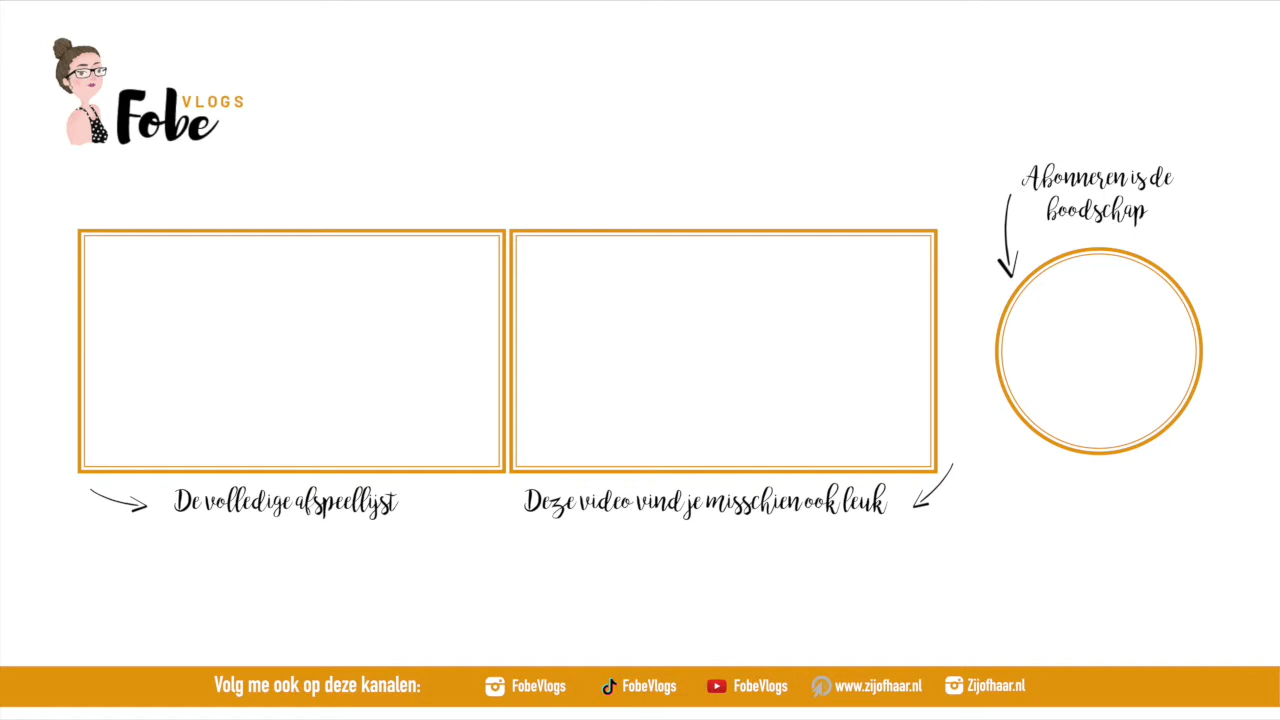 VLOGS
Fobe
Abonneren is de
boodschap
De volledige afspeellijst
Deze video vind je misschien ook leuk
Volg me ook op deze kanalen:
FobeVlogs
FobeVlogs
FobeVlogs
www.zijofhaar.nl
Zijofhaar.nl